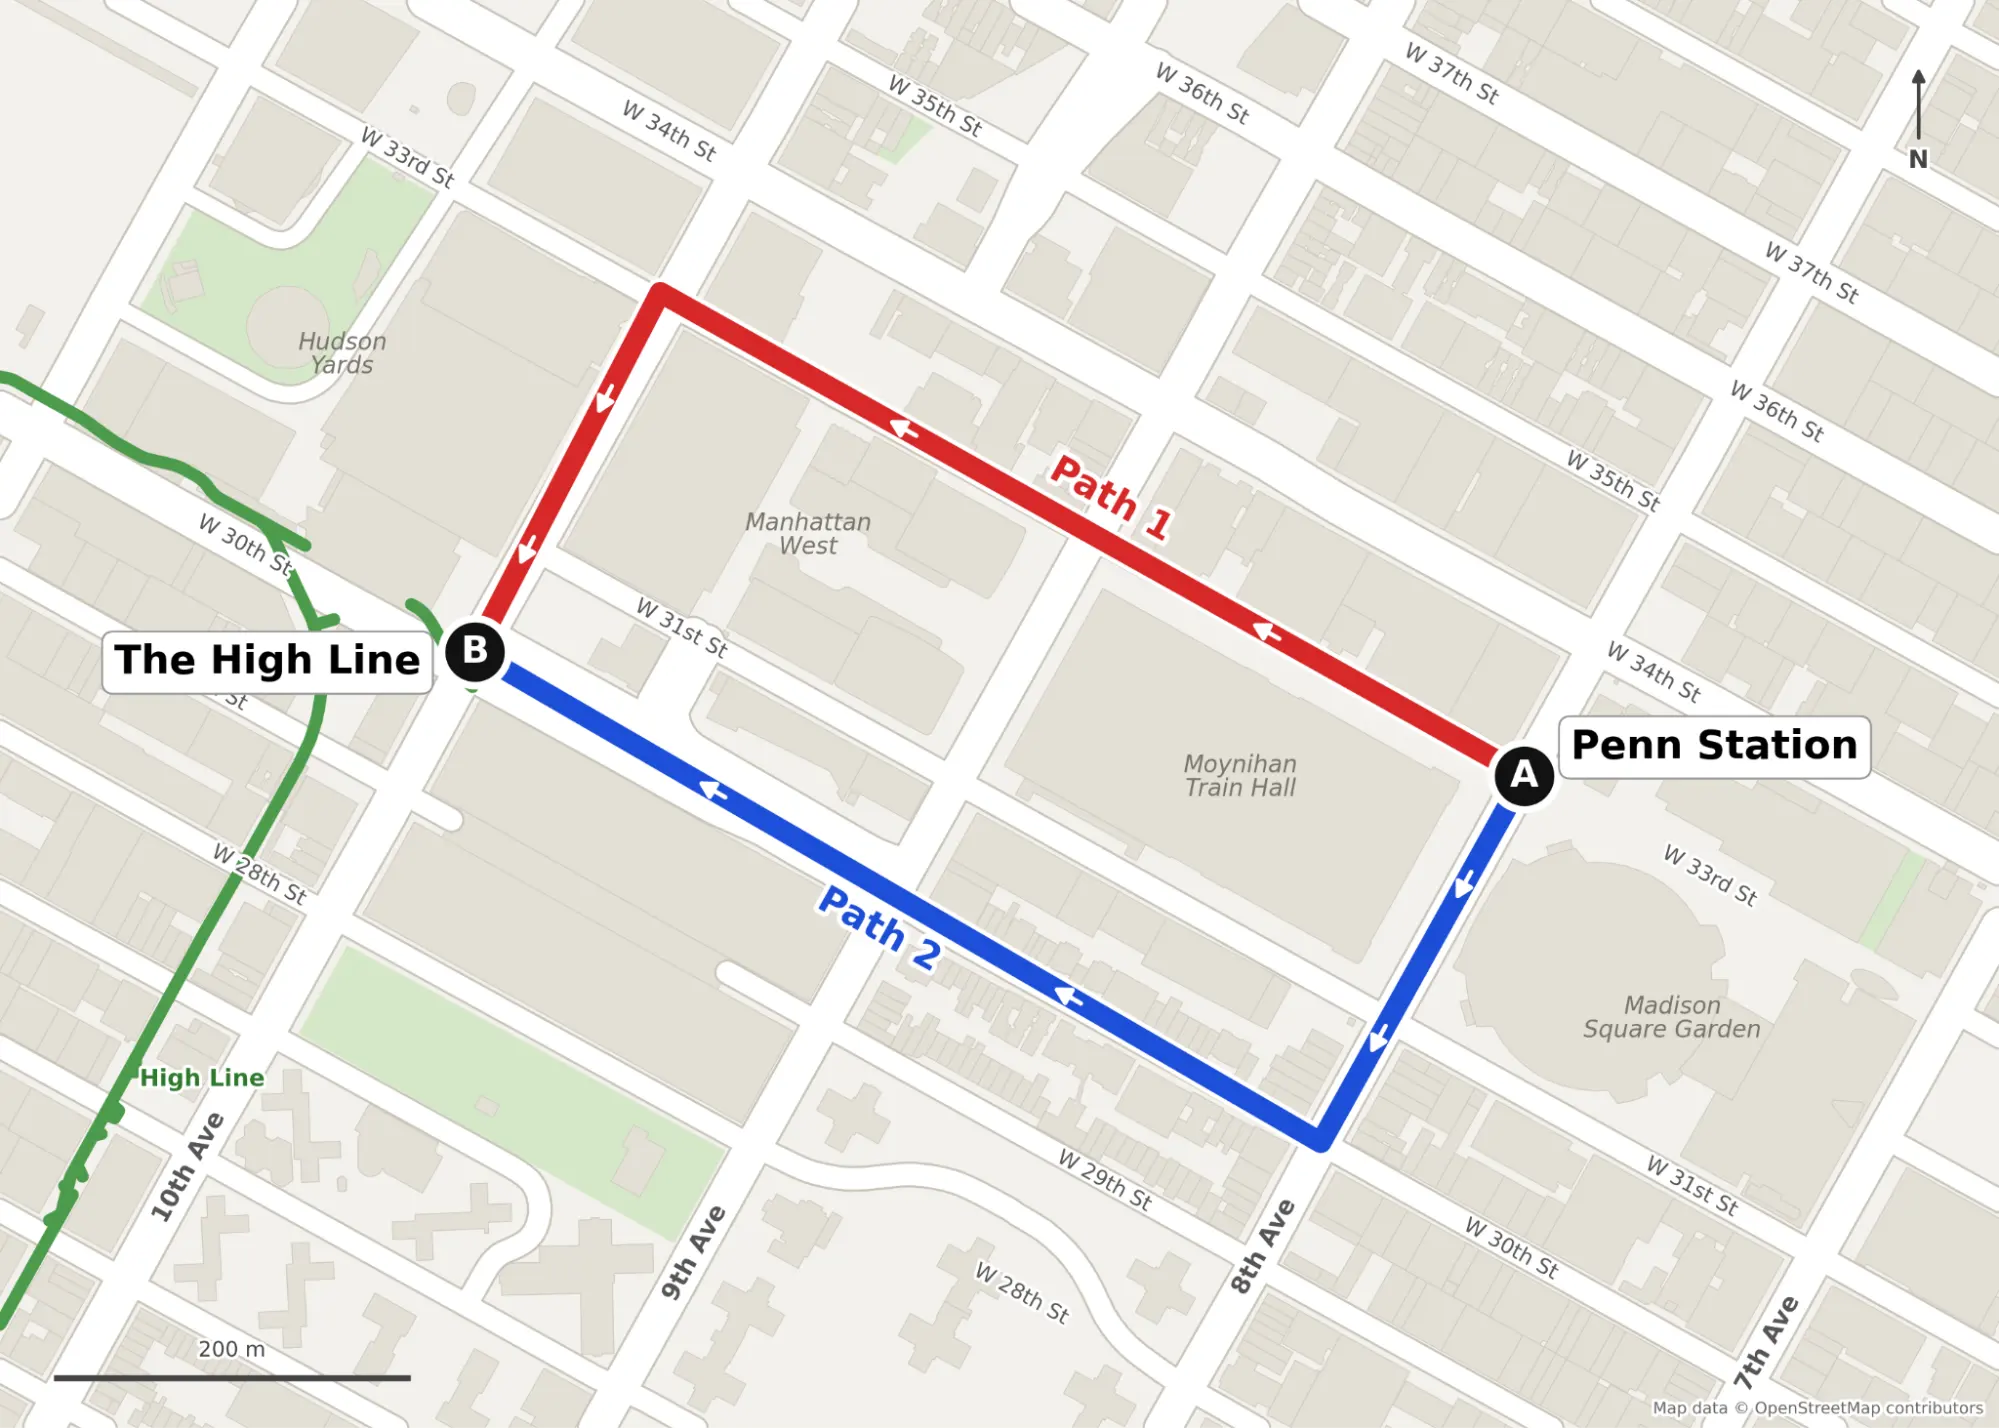 W 37th St
W 36th St
W 35th St
W 34th St
W 33rd St
N
W 37th St
Hudson
Yards
W 36th St
Path 1
W 35th St
Manhattan
West
W 30th St
W 31st St
W 34th St
The High Line
B
St
Penn Station
A
Moynihan
Train Hall
W 33rd St
W 28th St
Path 2
Madison
Square Garden
High Line
10th Ave
W 29th St
W 31st St
9th Ave
8th Ave
W 30th St
W 28th St
7th Ave
200 m
Map data © OpenStreetMap contributors